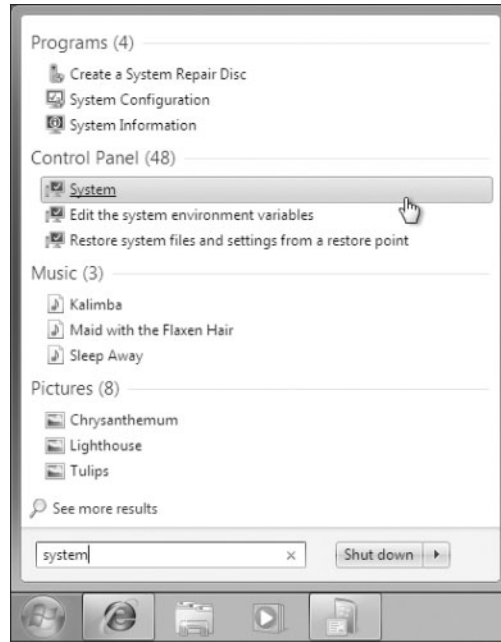 Programs (4)
Create a System Repair Disc
System Configuration
System Information
Control Panel (48)
System
Edit the system environment variables
Restore system files and settings from a restore point
Music (3)
Kalimba
Maid with the Flaxen Hair
Sleep Away
Pictures (8)
Chrysanthemum
Lighthouse
Tulips
See more results
system
Shut down